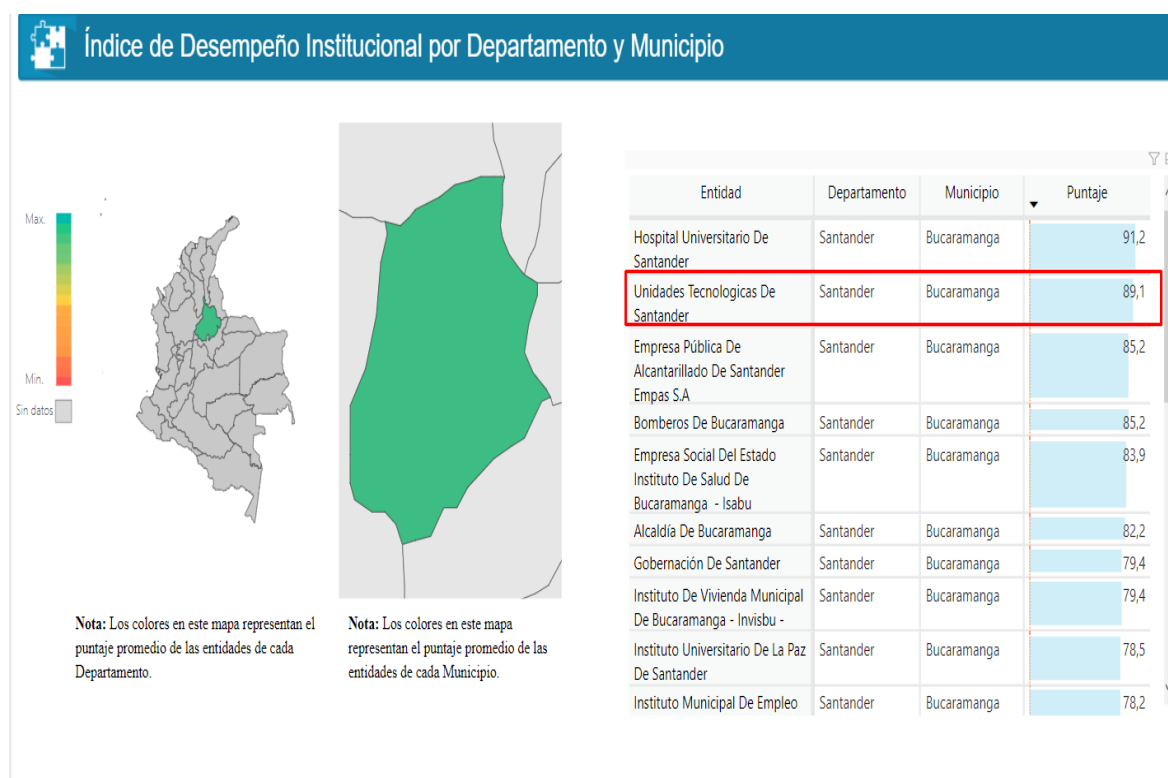 Índice de Desempeño Institucional por Departamento y Municipio
Max.
Min.
Sin datos
Nota: Los colores en este mapa representan el
puntaje promedio de las entidades de cada
Departamento.
Nota: Los colores en este mapa
representan el puntaje promedio de las
entidades de cada Municipio.
Entidad Departamento Municipio Puntaje
Hospital Universitario De Santander Bucaramanga 91,2
Santander
Unidades Tecnologicas De Santander Bucaramanga 89,1
Santander
Empresa Pública De Santander Bucaramanga 85,2
Alcantarillado De Santander
Empas S.A
Bomberos De Bucaramanga Santander Bucaramanga 85,2
Empresa Social Del Estado Santander Bucaramanga 83,9
Instituto De Salud De
Bucaramanga - Isabu
Alcaldía De Bucaramanga Santander Bucaramanga 82,2
Gobernación De Santander Santander Bucaramanga 79,4
Instituto De Vivienda Municipal Santander Bucaramanga 79,4
De Bucaramanga - Invisbu -
Instituto Universitario De La Paz Santander Bucaramanga 78,5
De Santander
Instituto Municipal De Empleo Santander Bucaramanga 78,2